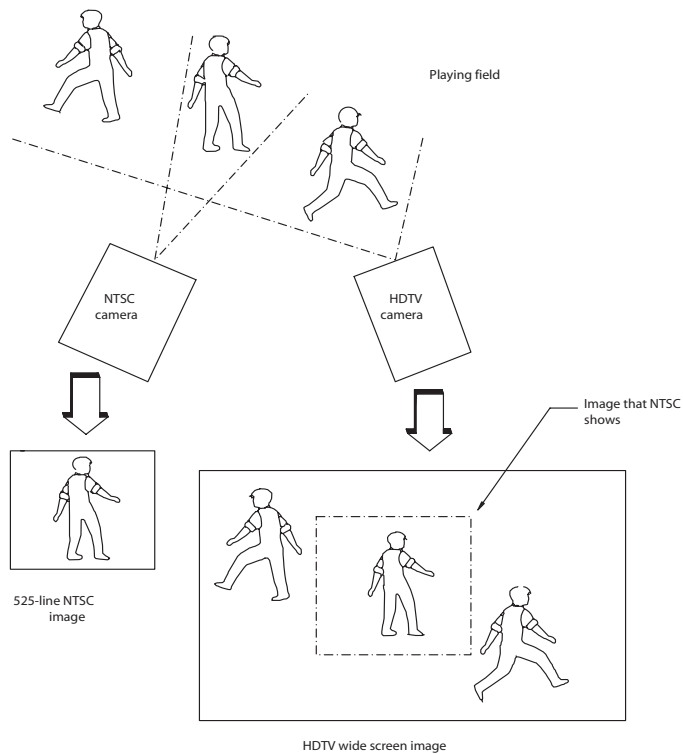 Playing field
NTSC
camera
HDTV
camera
Image that NTSC
shows
525-line NTSC
image
HDTV wide screen image